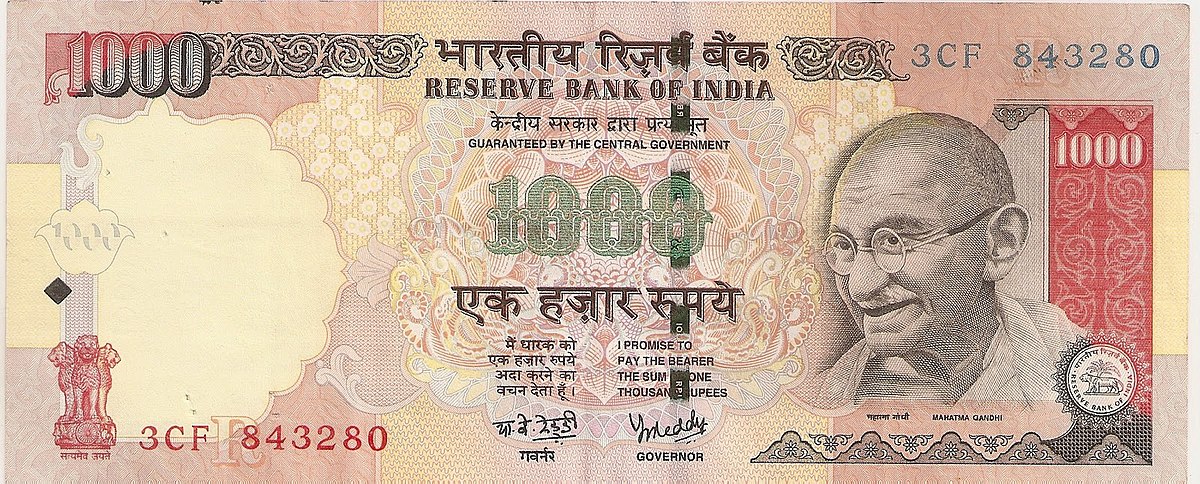 1000
भारतीय रिज़र्व बैंक
RESERVE BANK OF INDIA
3CF 843280
केन्द्रीय सरकार द्वारा प्रत्याभूत
GUARANTEED BY THE CENTRAL GOVERNMENT
1000
1000
1000
एक हज़ार रुपये
मैं धारक को
एक हज़ार रुपये
अदा करने का
वचन देता हूँ ।
I PROMISE TO
PAY THE BEARER
THE SUM OF ONE
THOUSAND RUPEES
गवर्नर
GOVERNOR
महात्मा गांधी
MAHATMA GANDHI
भारतीय रिज़र्व बैंक
RESERVE BANK OF INDIA
सत्यमेव जयते
3CF 843280